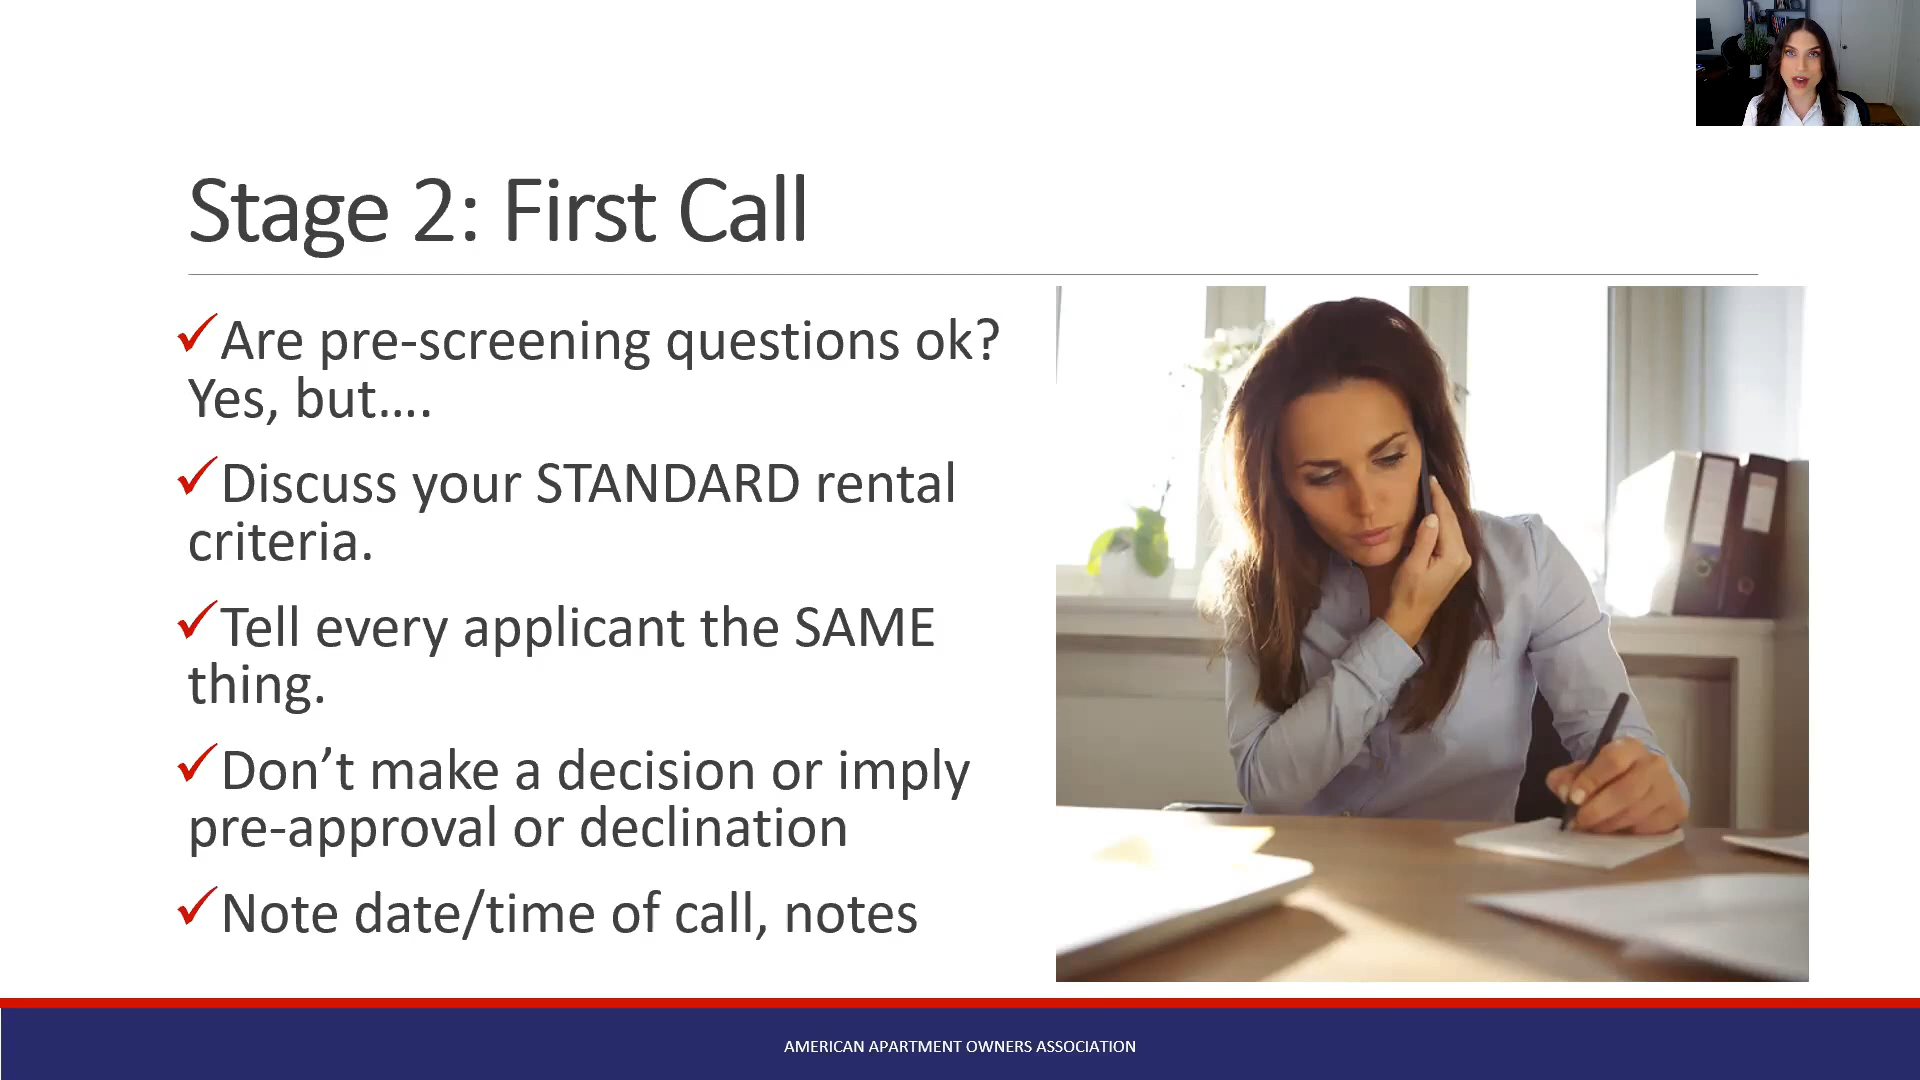 Stage 2: First Call
✓Are pre-screening questions ok?
Yes, but….
✓Discuss your STANDARD rental
criteria.
✓Tell every applicant the SAME
thing.
✓Don’t make a decision or imply
pre-approval or declination
✓Note date/time of call, notes
AMERICAN APARTMENT OWNERS ASSOCIATION